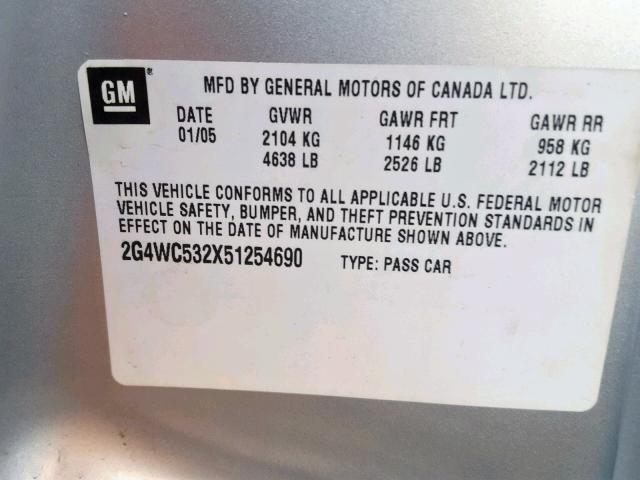 GM
MFD BY GENERAL MOTORS OF CANADA LTD.
DATE GVWR GAWR FRT GAWR RR
01/05 2104 KG 1146 KG 958 KG
4638 LB 2526 LB 2112 LB
THIS VEHICLE CONFORMS TO ALL APPLICABLE U.S. FEDERAL MOTOR
VEHICLE SAFETY, BUMPER, AND THEFT PREVENTION STANDARDS IN
EFFECT ON THE DATE OF MANUFACTURE SHOWN ABOVE.
2G4WC532X51254690 TYPE: PASS CAR